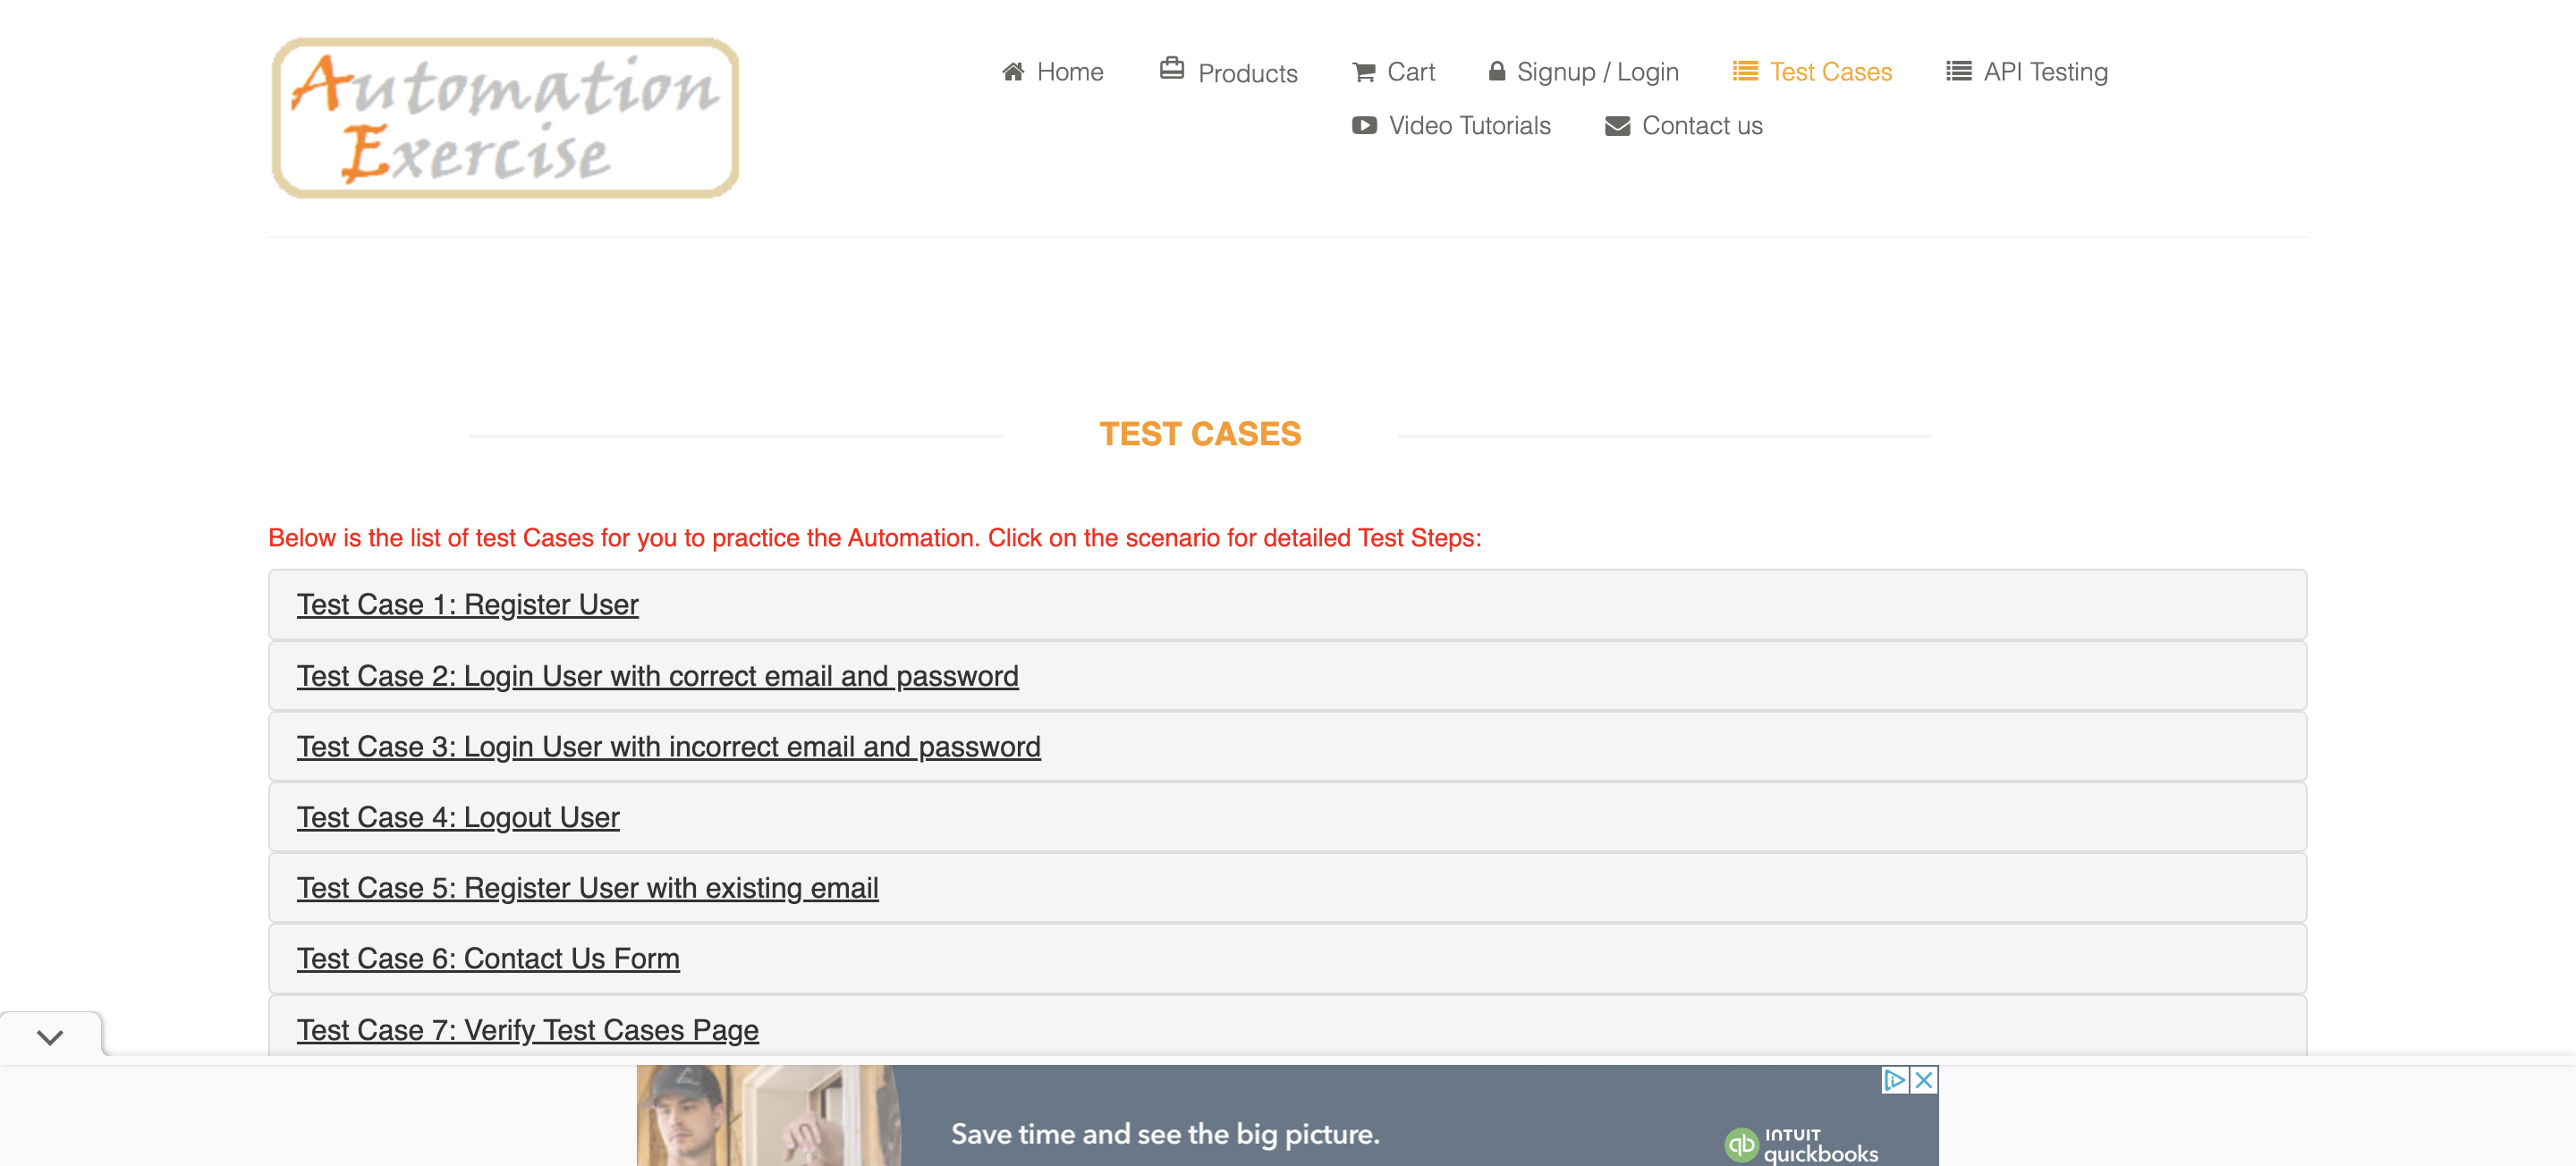 Automation
Exercise
Home Products Cart Signup / Login Test Cases API Testing
Video Tutorials Contact us
TEST CASES
Below is the list of test Cases for you to practice the Automation. Click on the scenario for detailed Test Steps:
Test Case 1: Register User
Test Case 2: Login User with correct email and password
Test Case 3: Login User with incorrect email and password
Test Case 4: Logout User
Test Case 5: Register User with existing email
Test Case 6: Contact Us Form
Test Case 7: Verify Test Cases Page
Save time and see the big picture.
qb INTUIT
quickbooks